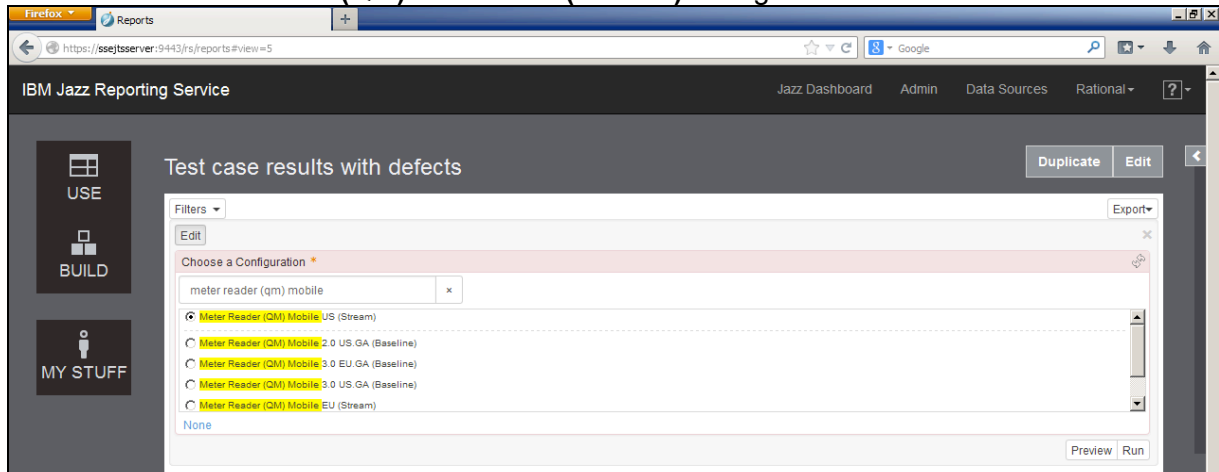 Firefox
Reports
https://ssejtsserver:9443/rs/reports#view=5
Google
IBM Jazz Reporting Service
Jazz Dashboard Admin Data Sources Rational ?
USE
BUILD
MY STUFF
Test case results with defects
Duplicate Edit
Filters
Export
Edit
Choose a Configuration *
meter reader (qm) mobile
Meter Reader (QM) Mobile US (Stream)
Meter Reader (QM) Mobile 2.0 US.GA (Baseline)
Meter Reader (QM) Mobile 3.0 EU.GA (Baseline)
Meter Reader (QM) Mobile 3.0 US.GA (Baseline)
Meter Reader (QM) Mobile EU (Stream)
None
Preview Run